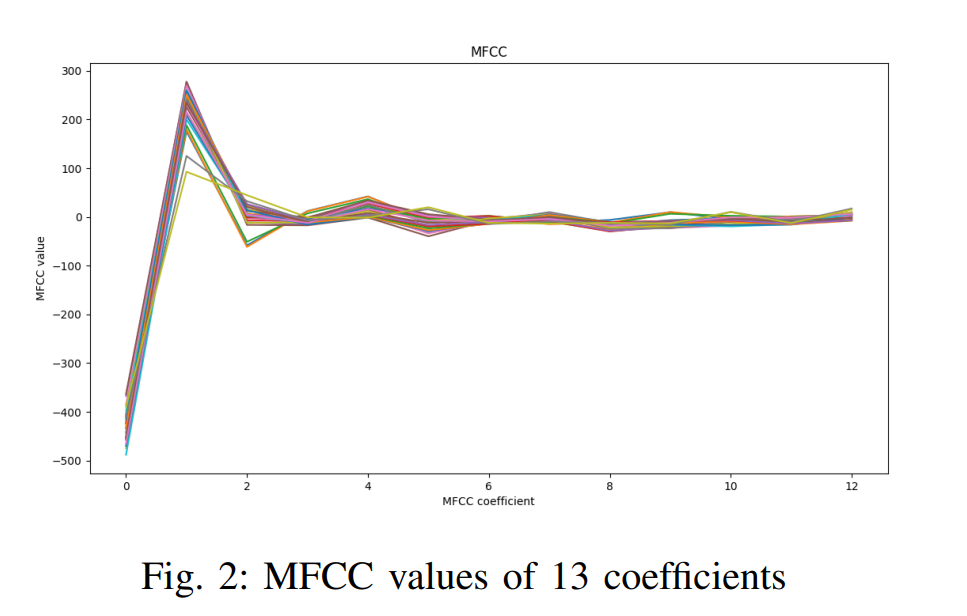 MFCC
300
200
100
0
−100
−200
−300
−400
−500
MFCC value
0 2 4 6 8 10 12
MFCC coefficient
Fig. 2: MFCC values of 13 coefficients